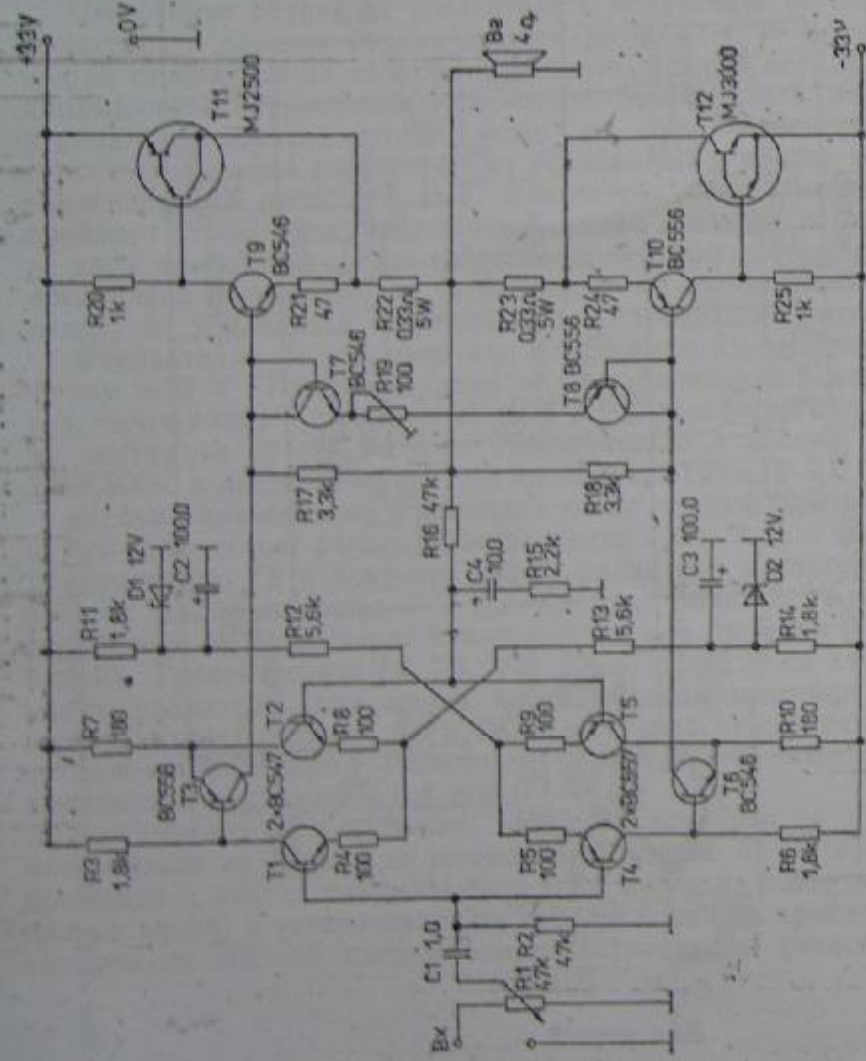 +33V
0V
T11
MJ2500
R20
1k
T9
BC546
R21
47
R22
0,33Ω
5W
Вг
4Ω
R23
0,33Ω
5W
R24
47
T10
BC556
T12
MJ3000
R25
1k
-33V
T7
BC546
R19
100
T8 BC556
R17
3,3k
R18
3,3k
R16 47k
C4
10,0
R15
2,2k
R11
1,8k
D1 12V
C2 100,0
R12
5,6k
R13
5,6k
C3 100,0
D2 12V
R14
1,8k
R7
180
T2
R8
100
R9
100
T5
R10
180
BC556
T3
2×BC547
2×BC557
T6
BC546
R3
1,8k
T1
R4
100
R5
100
T4
R6
1,8k
C1 1,0
R2
47k
R1
47k
Вх